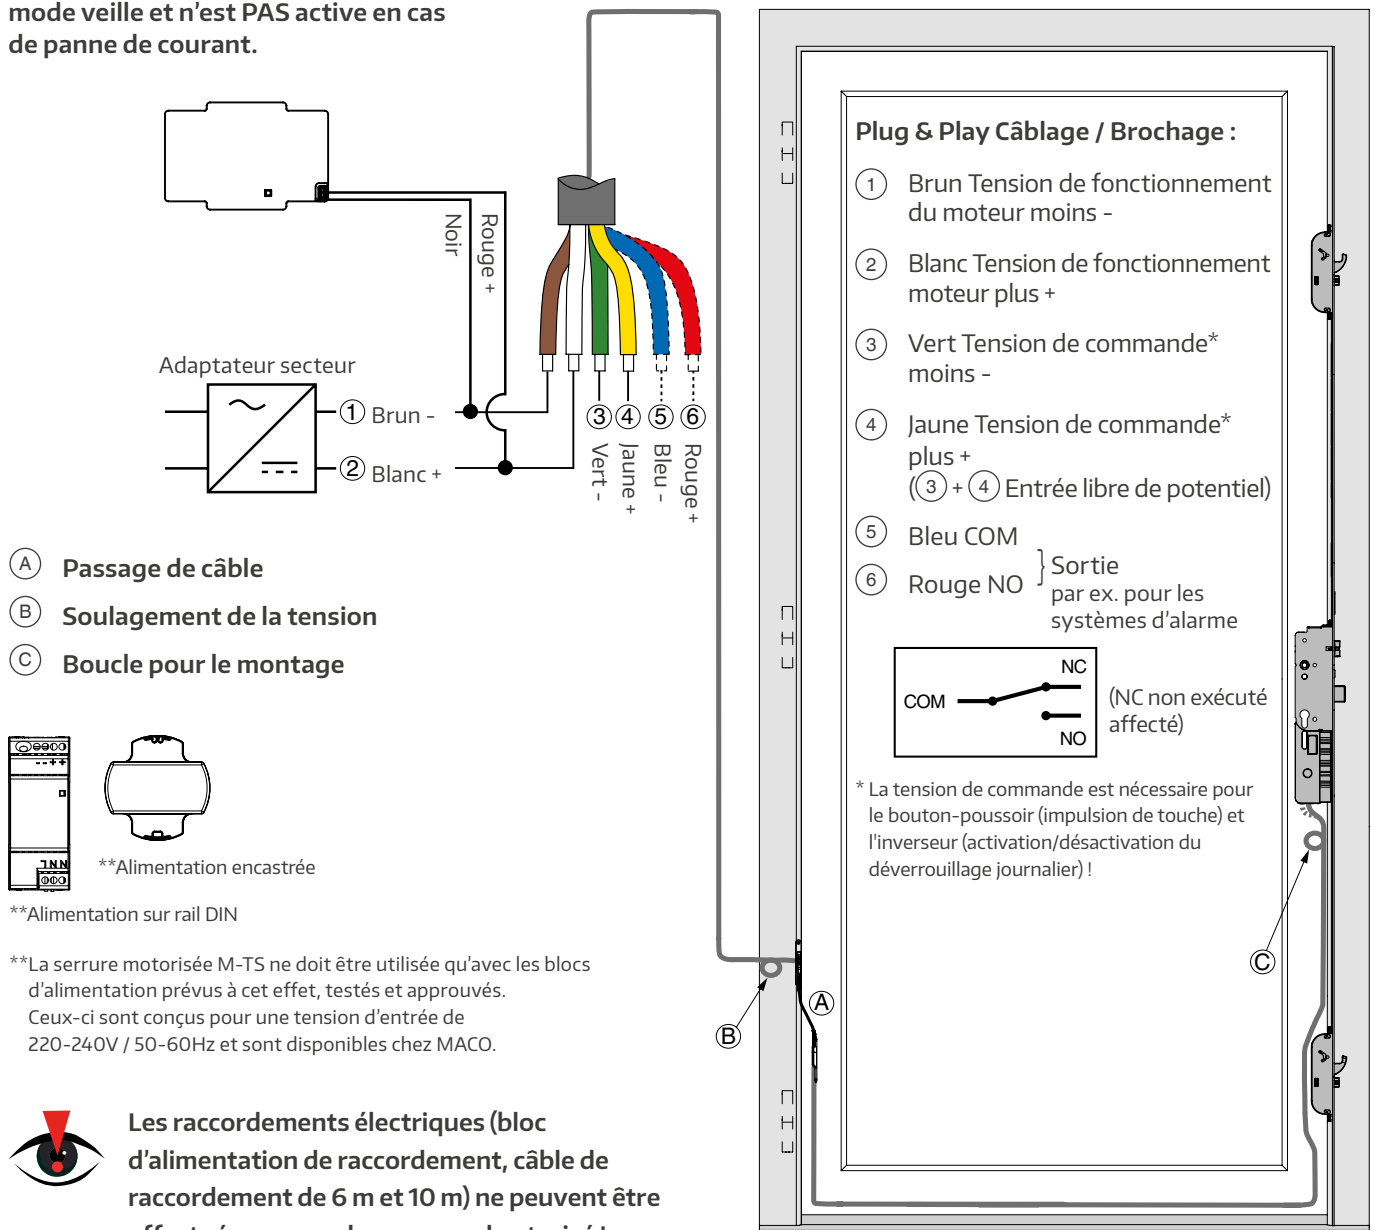 mode veille et n'est PAS active en cas
de panne de courant.
Noir
Rouge +
Adaptateur secteur
1 Brun -
2 Blanc +
3 4 5 6
Vert -
Jaune +
Bleu -
Rouge +
A Passage de câble
B Soulagement de la tension
C Boucle pour le montage
- - + +
L N N
**Alimentation encastrée
**Alimentation sur rail DIN
**La serrure motorisée M-TS ne doit être utilisée qu'avec les blocs
d'alimentation prévus à cet effet, testés et approuvés.
Ceux-ci sont conçus pour une tension d'entrée de
220-240V / 50-60Hz et sont disponibles chez MACO.
Les raccordements électriques (bloc
d'alimentation de raccordement, câble de
raccordement de 6 m et 10 m) ne peuvent être
Plug & Play Câblage / Brochage :
1 Brun Tension de fonctionnement
du moteur moins -
2 Blanc Tension de fonctionnement
moteur plus +
3 Vert Tension de commande*
moins -
4 Jaune Tension de commande*
plus +
(3 + 4 Entrée libre de potentiel)
5 Bleu COM
6 Rouge NO } Sortie
par ex. pour les
systèmes d'alarme
NC
COM
NO
(NC non exécuté
affecté)
* La tension de commande est nécessaire pour
le bouton-poussoir (impulsion de touche) et
l'inverseur (activation/désactivation du
déverrouillage journalier) !
A
B
C